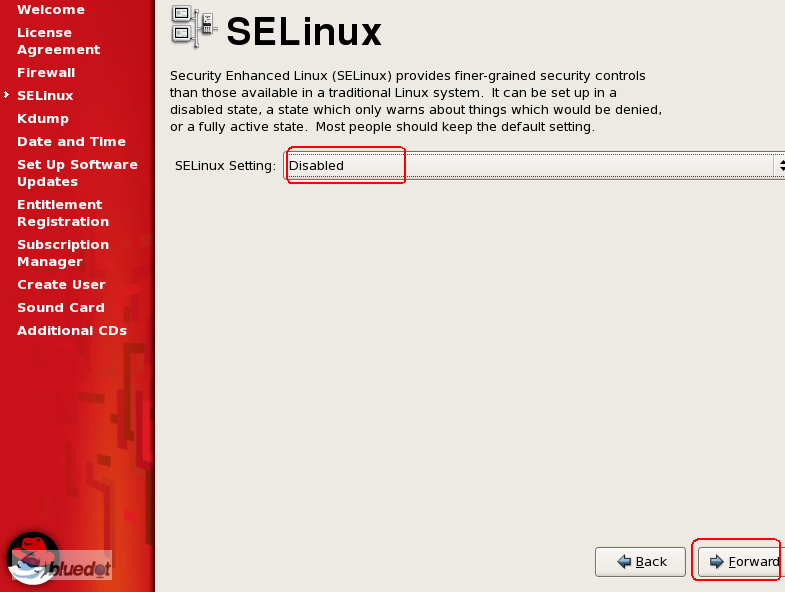 Welcome
License
Agreement
Firewall
SELinux
Kdump
Date and Time
Set Up Software
Updates
Entitlement
Registration
Subscription
Manager
Create User
Sound Card
Additional CDs
SELinux
Security Enhanced Linux (SELinux) provides finer-grained security controls
than those available in a traditional Linux system.  It can be set up in a
disabled state, a state which only warns about things which would be denied,
or a fully active state.  Most people should keep the default setting.
SELinux Setting: Disabled
Back
Forward
bluedot